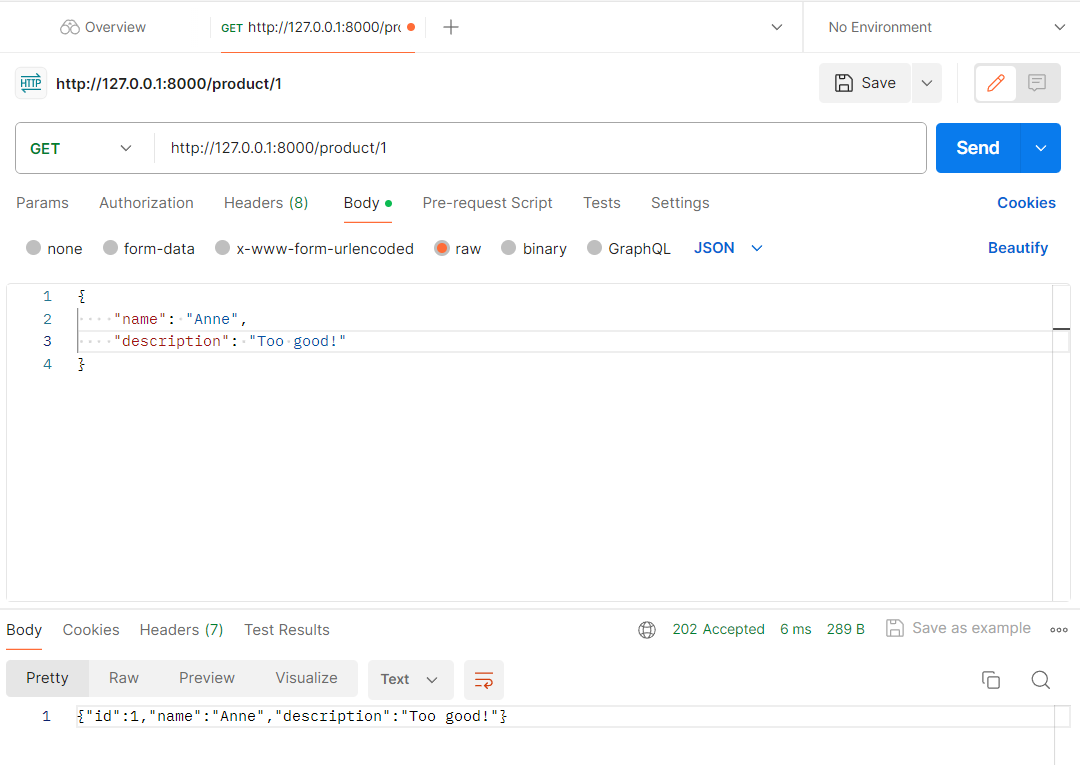 Overview
GET http://127.0.0.1:8000/pr
No Environment
HTTP http://127.0.0.1:8000/product/1
Save
GET http://127.0.0.1:8000/product/1
Send
Params Authorization Headers (8) Body Pre-request Script Tests Settings Cookies
none form-data x-www-form-urlencoded raw binary GraphQL JSON Beautify
1 {
2 ····"name":·"Anne",
3 ····"description":·"Too·good!"
4 }
Body Cookies Headers (7) Test Results 202 Accepted 6 ms 289 B Save as example
Pretty Raw Preview Visualize Text
1 {"id":1,"name":"Anne","description":"Too good!"}